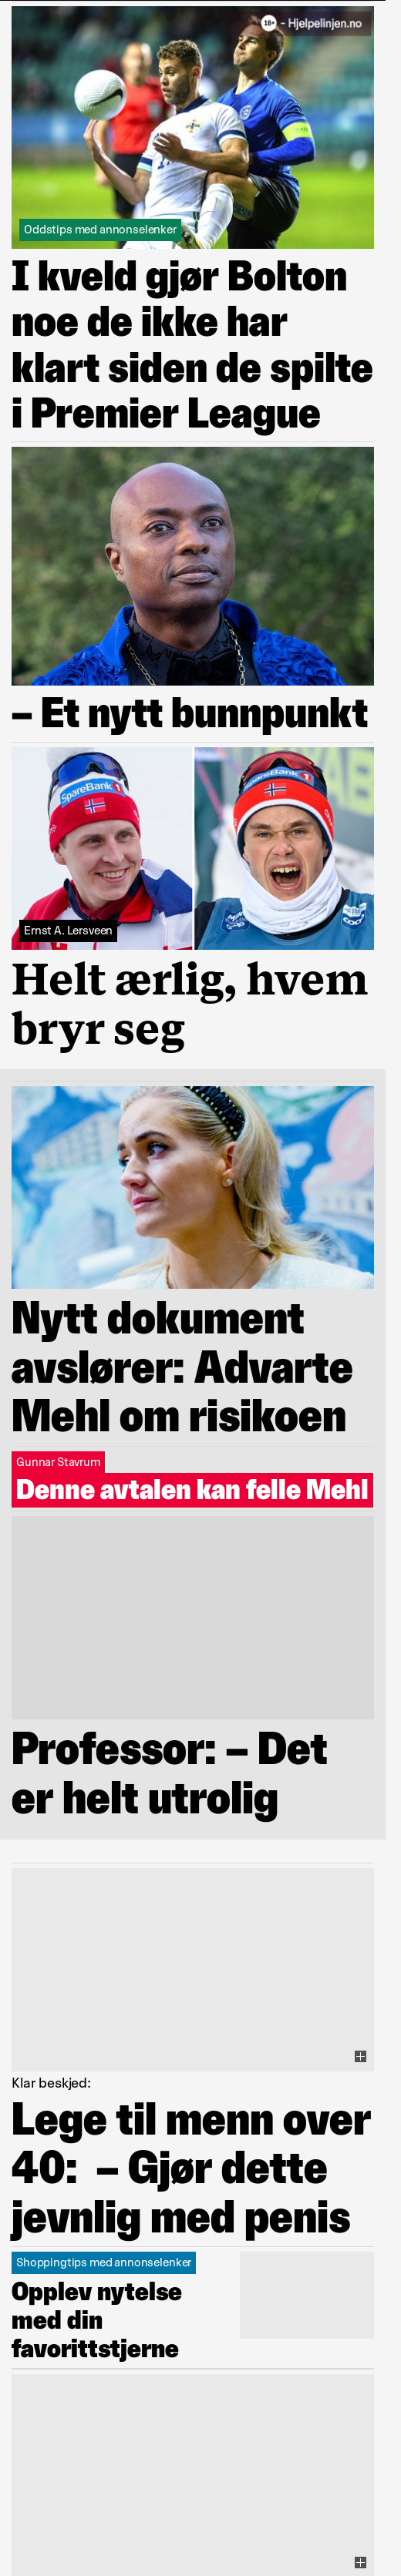 18+ - Hjelpelinjen.no
Oddstips med annonselenker
I kveld gjør Bolton
noe de ikke har
klart siden de spilte
i Premier League
– Et nytt bunnpunkt
SpareBank 1
SpareBank 1
coop
Ernst A. Lersveen
Helt ærlig, hvem
bryr seg
Nytt dokument
avslører: Advarte
Mehl om risikoen
Gunnar Stavrum
Denne avtalen kan felle Mehl
Professor: – Det
er helt utrolig
Klar beskjed:
Lege til menn over
40: – Gjør dette
jevnlig med penis
Shoppingtips med annonselenker
Opplev nytelse
med din
favorittstjerne